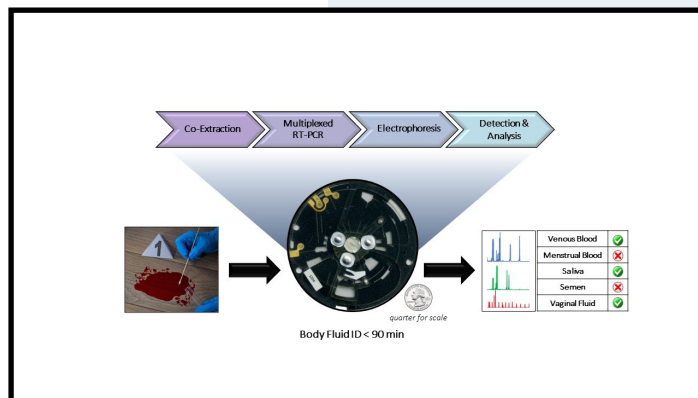 Co-Extraction
Multiplexed
RT-PCR
Electrophoresis
Detection &
Analysis
1
quarter for scale
Body Fluid ID < 90 min
Venous Blood
Menstrual Blood
Saliva
Semen
Vaginal Fluid